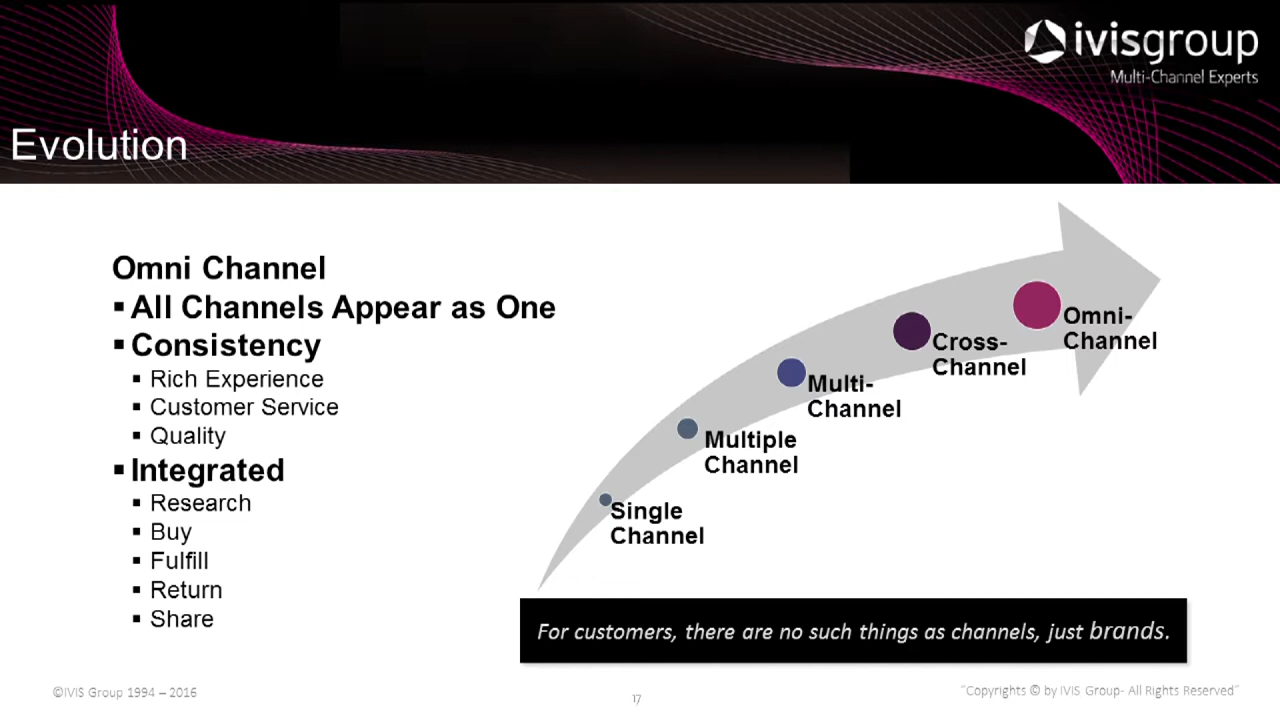 ivisgroup
Multi-Channel Experts
Evolution
Omni Channel
▪ All Channels Appear as One
▪ Consistency
▪ Rich Experience
▪ Customer Service
▪ Quality
▪ Integrated
▪ Research
▪ Buy
▪ Fulfill
▪ Return
▪ Share
Single
Channel
Multiple
Channel
Multi-
Channel
Cross-
Channel
Omni-
Channel
For customers, there are no such things as channels, just brands.
©IVIS Group 1994 – 2016
17
“Copyrights © by IVIS Group- All Rights Reserved”